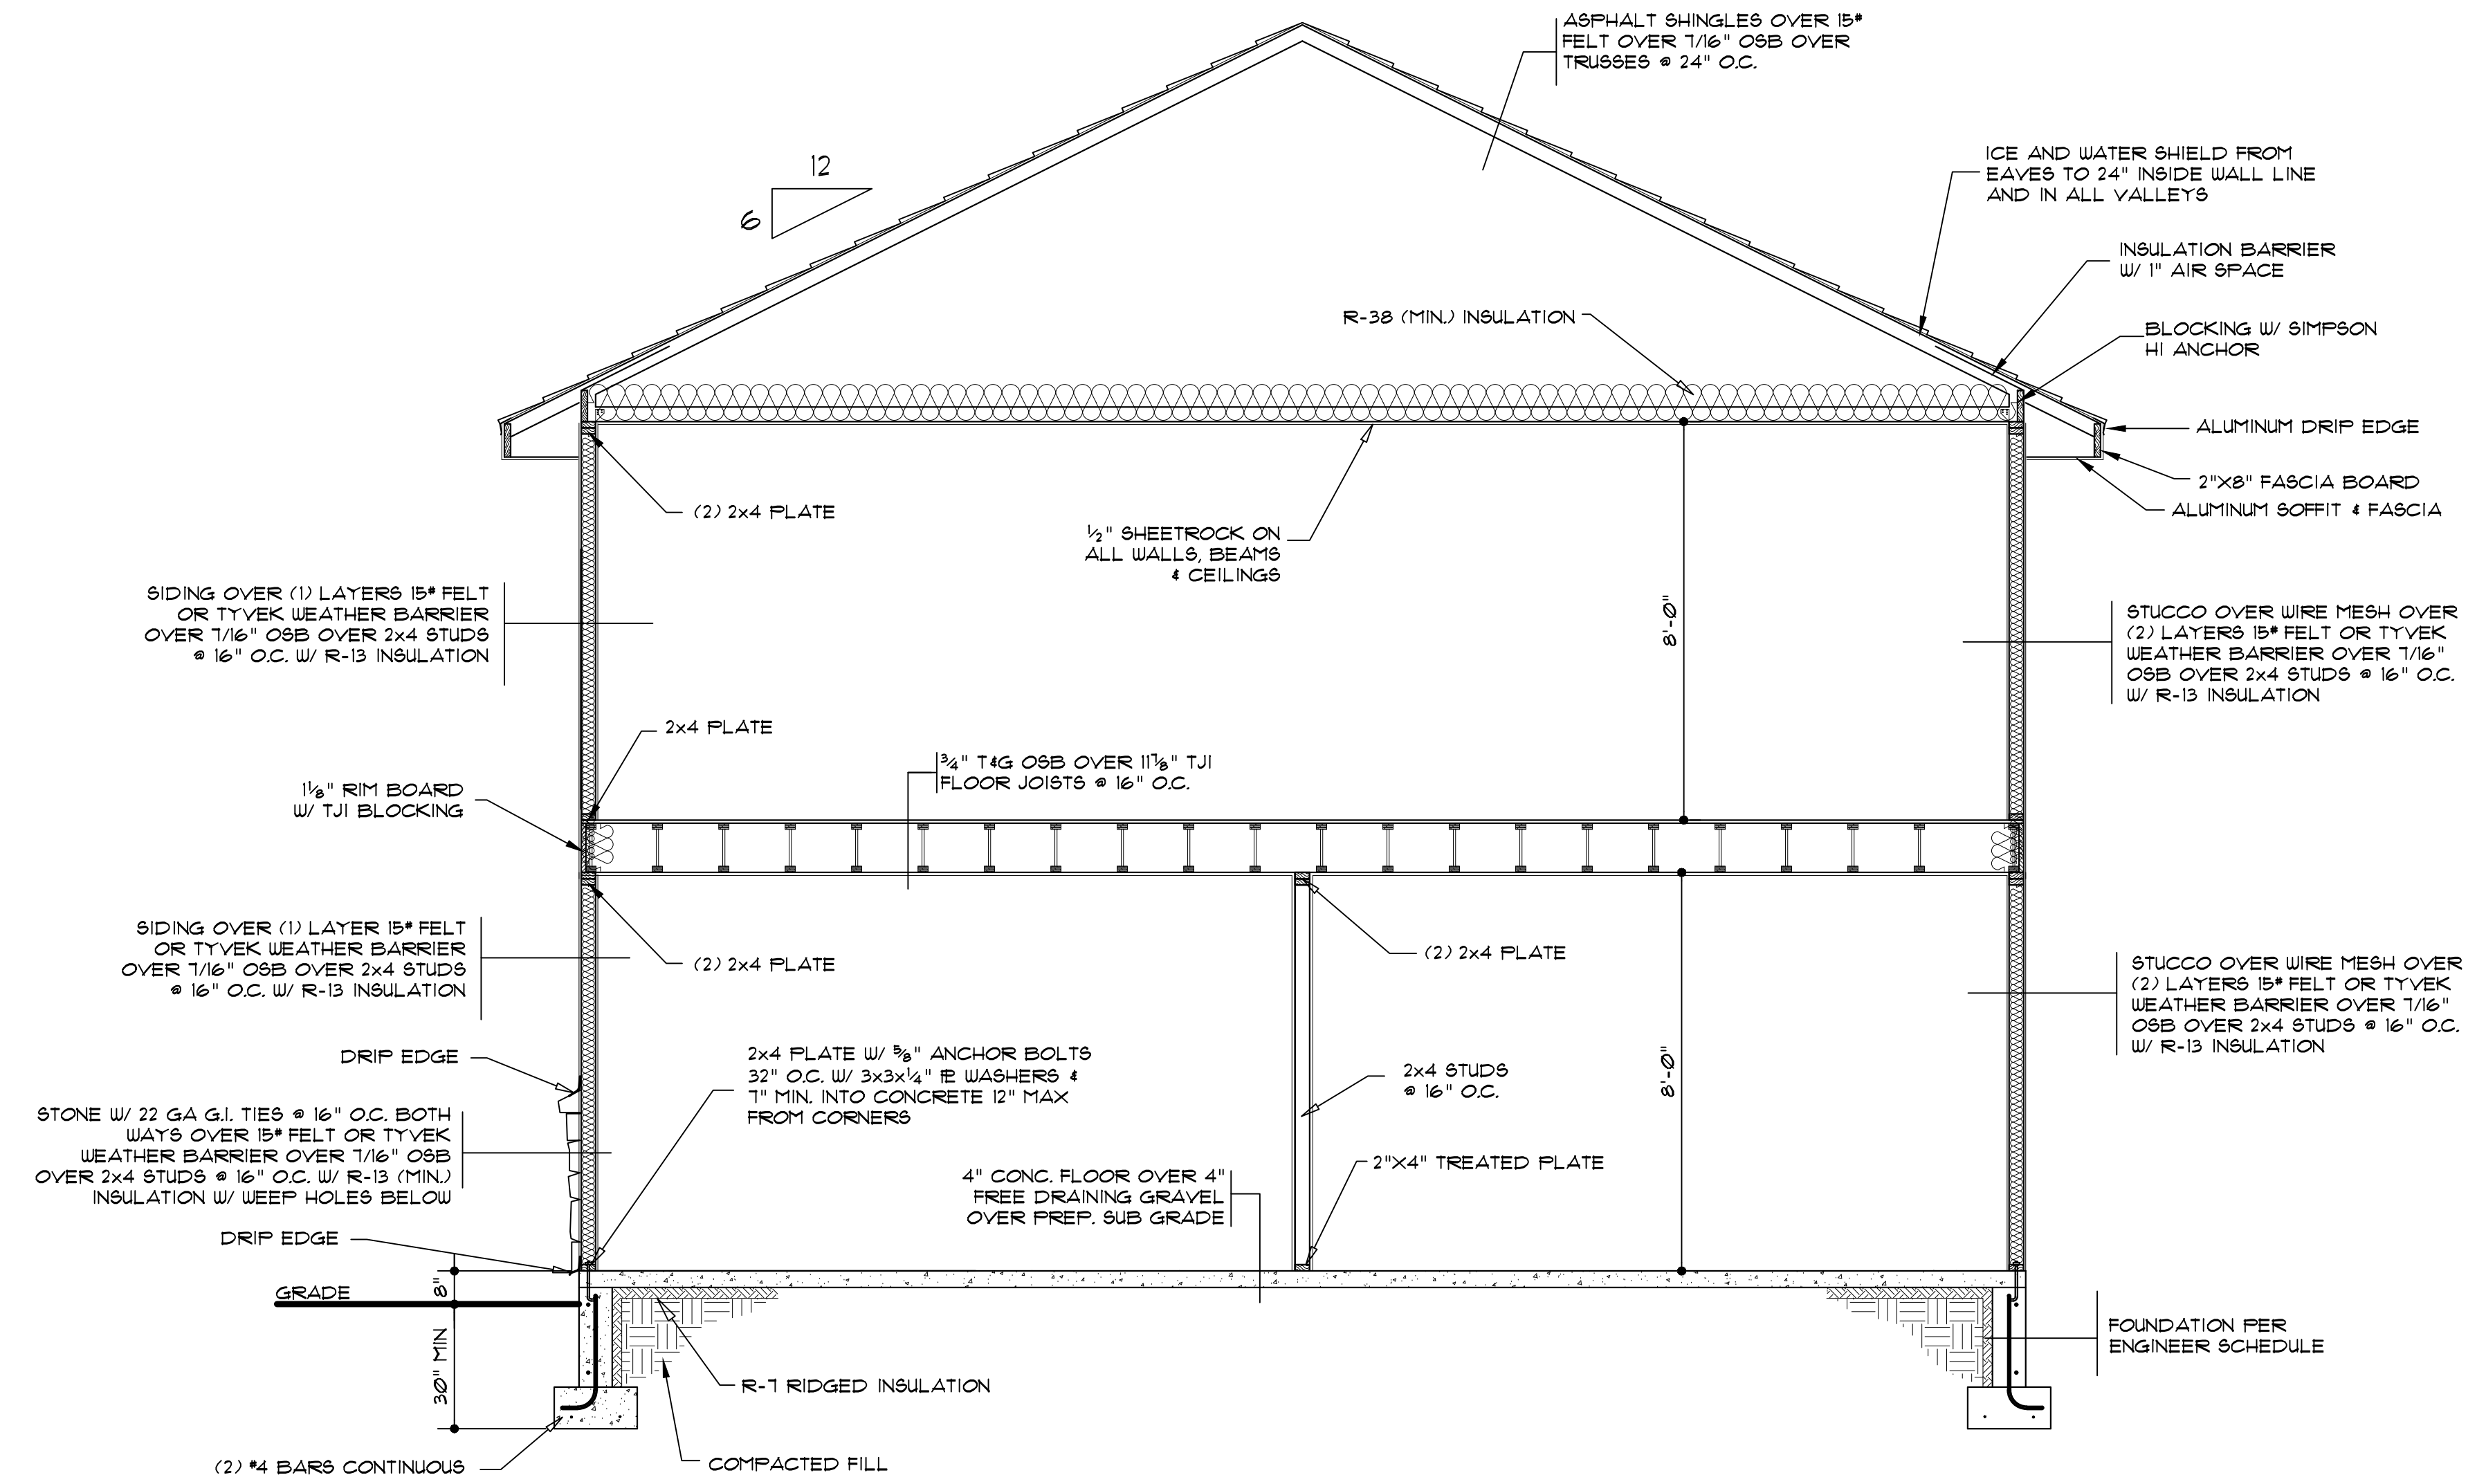 ASPHALT SHINGLES OVER 15#
FELT OVER 7/16" OSB OVER
TRUSSES @ 24" O.C.
12
6
ICE AND WATER SHIELD FROM
EAVES TO 24" INSIDE WALL LINE
AND IN ALL VALLEYS
INSULATION BARRIER
W/ 1" AIR SPACE
R-38 (MIN.) INSULATION
BLOCKING W/ SIMPSON
H1 ANCHOR
ALUMINUM DRIP EDGE
2"X8" FASCIA BOARD
ALUMINUM SOFFIT & FASCIA
(2) 2x4 PLATE
½" SHEETROCK ON
ALL WALLS, BEAMS
& CEILINGS
SIDING OVER (1) LAYERS 15# FELT
OR TYVEK WEATHER BARRIER
OVER 7/16" OSB OVER 2x4 STUDS
@ 16" O.C. W/ R-13 INSULATION
8'-0"
STUCCO OVER WIRE MESH OVER
(2) LAYERS 15# FELT OR TYVEK
WEATHER BARRIER OVER 7/16"
OSB OVER 2x4 STUDS @ 16" O.C.
W/ R-13 INSULATION
2x4 PLATE
¾" T&G OSB OVER 11⅞" TJI
FLOOR JOISTS @ 16" O.C.
1⅛" RIM BOARD
W/ TJI BLOCKING
SIDING OVER (1) LAYER 15# FELT
OR TYVEK WEATHER BARRIER
OVER 7/16" OSB OVER 2x4 STUDS
@ 16" O.C. W/ R-13 INSULATION
(2) 2x4 PLATE
(2) 2x4 PLATE
STUCCO OVER WIRE MESH OVER
(2) LAYERS 15# FELT OR TYVEK
WEATHER BARRIER OVER 7/16"
OSB OVER 2x4 STUDS @ 16" O.C.
W/ R-13 INSULATION
DRIP EDGE
2x4 PLATE W/ ⅝" ANCHOR BOLTS
32" O.C. W/ 3x3x¼" PL WASHERS &
7" MIN. INTO CONCRETE 12" MAX
FROM CORNERS
2x4 STUDS
@ 16" O.C.
8'-0"
STONE W/ 22 GA G.I. TIES @ 16" O.C. BOTH
WAYS OVER 15# FELT OR TYVEK
WEATHER BARRIER OVER 7/16" OSB
OVER 2x4 STUDS @ 16" O.C. W/ R-13 (MIN.)
INSULATION W/ WEEP HOLES BELOW
4" CONC. FLOOR OVER 4"
FREE DRAINING GRAVEL
OVER PREP. SUB GRADE
2"X4" TREATED PLATE
DRIP EDGE
GRADE
8"
30" MIN
FOUNDATION PER
ENGINEER SCHEDULE
R-7 RIDGED INSULATION
(2) #4 BARS CONTINUOUS
COMPACTED FILL